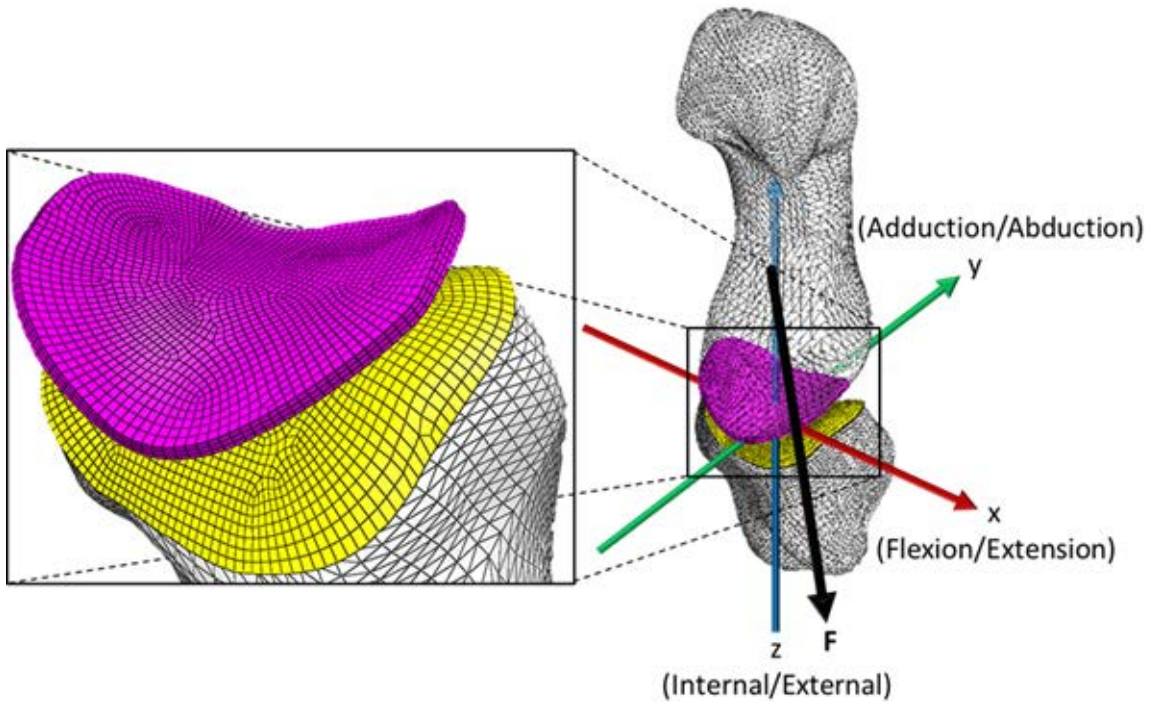 (Adduction/Abduction)
y
x
(Flexion/Extension)
F
z
(Internal/External)